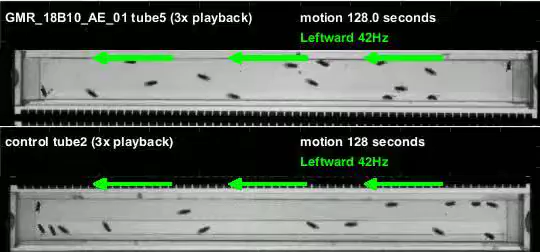 GMR_18B10_AE_01 tube5 (3x playback)
motion 128.0 seconds
Leftward 42Hz
control tube2 (3x playback)
motion 128 seconds
Leftward 42Hz